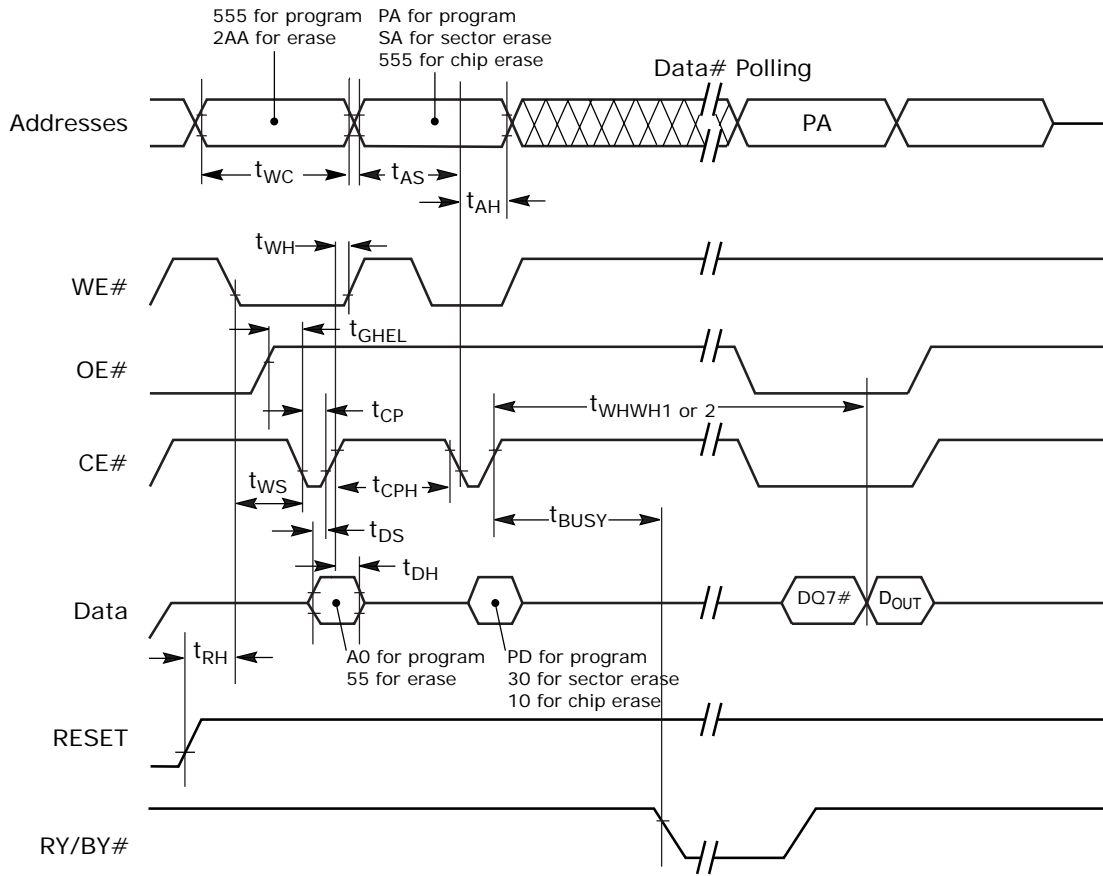 555 for program
2AA for erase
PA for program
SA for sector erase
555 for chip erase
Data# Polling
Addresses
PA
tWC
tAS
tAH
tWH
WE#
tGHEL
OE#
tCP
tWHWH1 or 2
CE#
tWS
tCPH
tBUSY
tDS
tDH
Data
DQ7#
DOUT
tRH
A0 for program
55 for erase
PD for program
30 for sector erase
10 for chip erase
RESET
RY/BY#